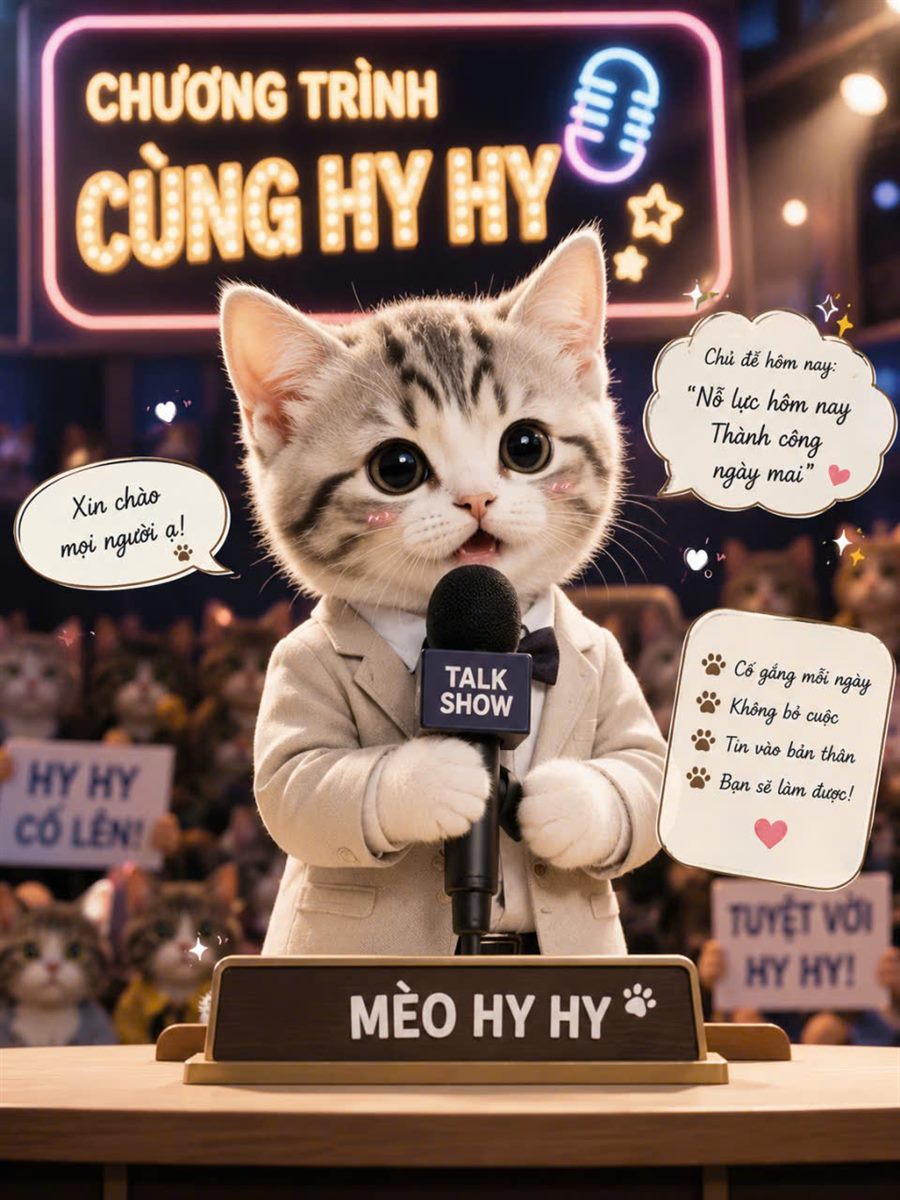 CHƯƠNG TRÌNH
CÙNG HY HY
Chủ đề hôm nay:
"Nỗ lực hôm nay
Thành công
ngày mai"
Xin chào
mọi người ạ!
TALK
SHOW
Cố gắng mỗi ngày
Không bỏ cuộc
Tin vào bản thân
Bạn sẽ làm được!
HY HY
CỐ LÊN!
TUYỆT VỜI
HY HY!
MÈO HY HY